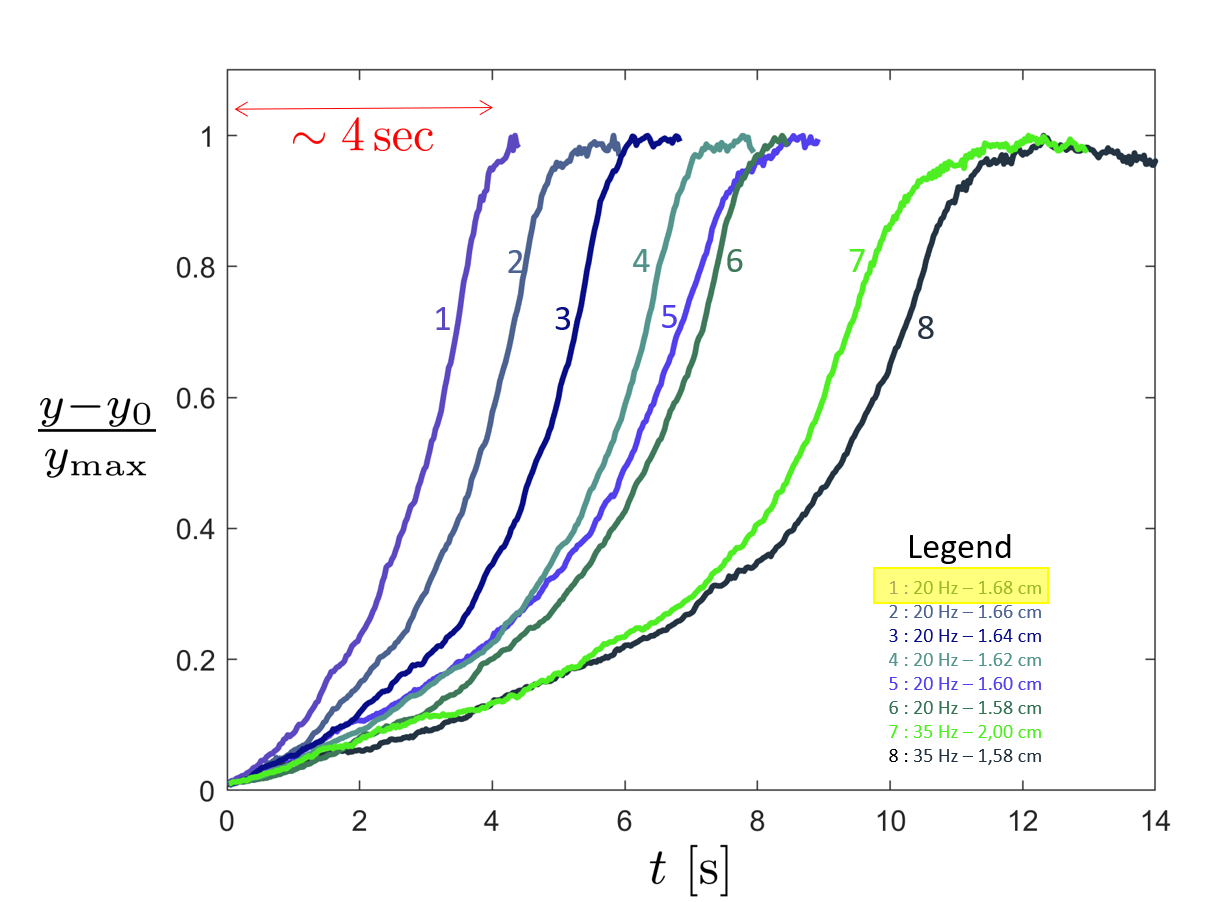 ∼ 4 sec
1
0.8
0.6
0.4
0.2
0
y−y₀
yₘₐₓ
1
2
3
4
5
6
7
8
Legend
1 : 20 Hz – 1.68 cm
2 : 20 Hz – 1.66 cm
3 : 20 Hz – 1.64 cm
4 : 20 Hz – 1.62 cm
5 : 20 Hz – 1.60 cm
6 : 20 Hz – 1.58 cm
7 : 35 Hz – 2,00 cm
8 : 35 Hz – 1,58 cm
0 2 4 6 8 10 12 14
t [s]